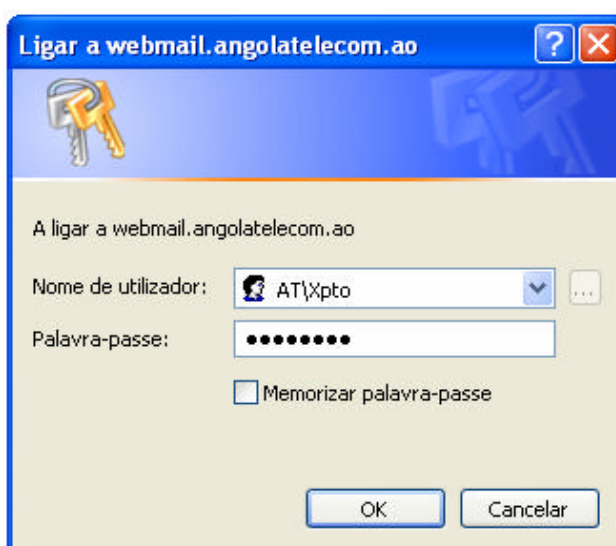 Ligar a webmail.angolatelecom.ao
A ligar a webmail.angolatelecom.ao
Nome de utilizador: AT\Xpto ...
Palavra-passe: ●●●●●●●●
Memorizar palavra-passe
OK Cancelar